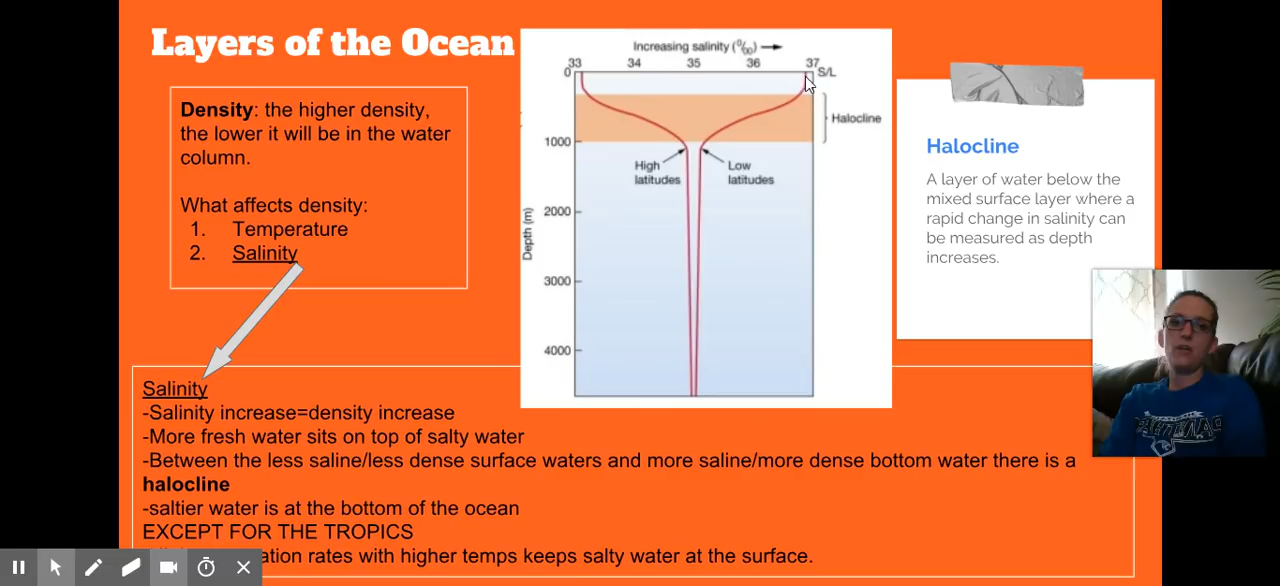 Layers of the Ocean
Density: the higher density,
the lower it will be in the water
column.
What affects density:
1. Temperature
2. Salinity
Increasing salinity (⁰/₀₀)
33 34 35 36 37
S/L
0
1000
2000
3000
4000
Depth (m)
Halocline
High
latitudes
Low
latitudes
Halocline
A layer of water below the
mixed surface layer where a
rapid change in salinity can
be measured as depth
increases.
Salinity
-Salinity increase=density increase
-More fresh water sits on top of salty water
-Between the less saline/less dense surface waters and more saline/more dense bottom water there is a
halocline
-saltier water is at the bottom of the ocean
EXCEPT FOR THE TROPICS
ation rates with higher temps keeps salty water at the surface.